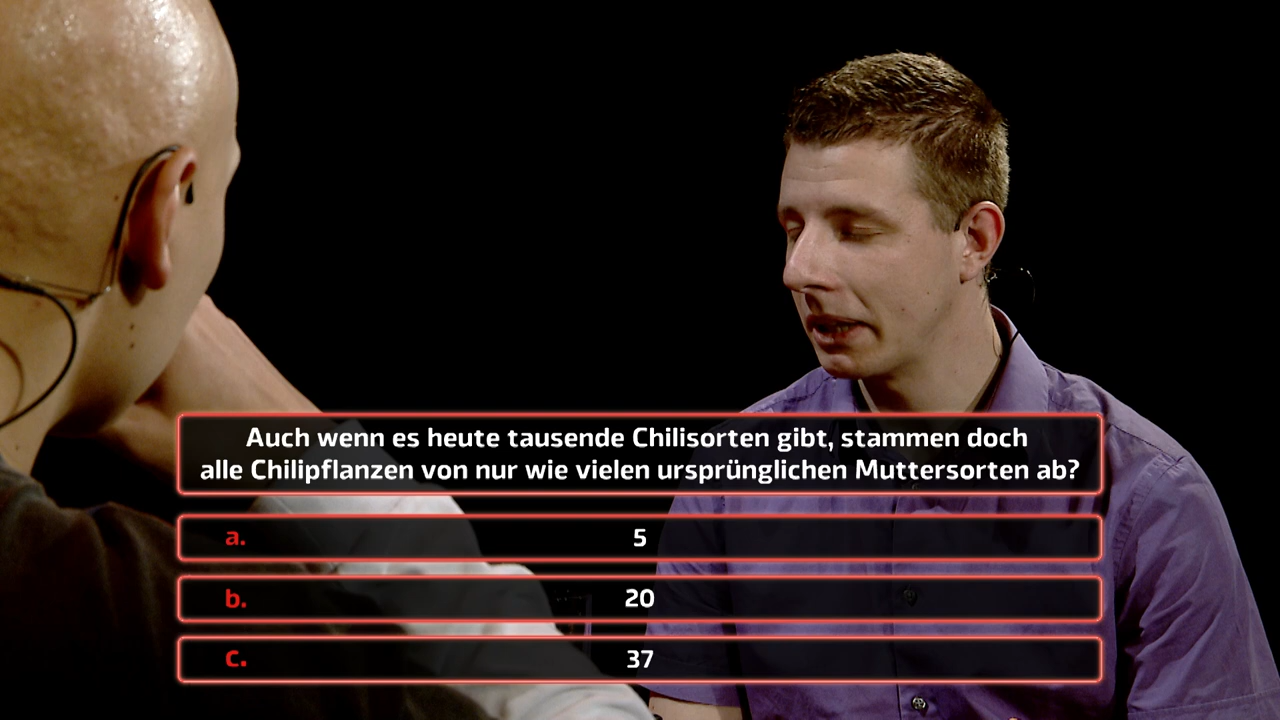 Auch wenn es heute tausende Chilisorten gibt, stammen doch
alle Chilipflanzen von nur wie vielen ursprünglichen Muttersorten ab?
a. 5
b. 20
c. 37